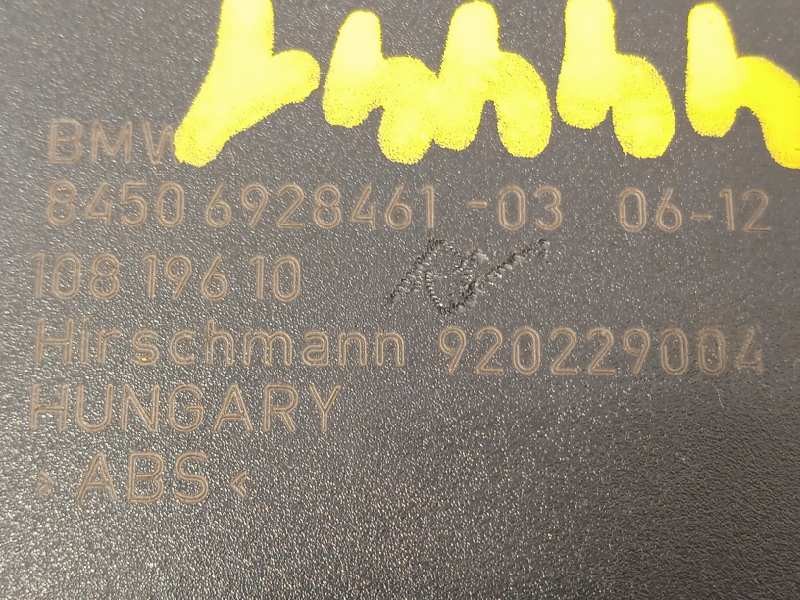 BMW
8450 6928461 -03 06-12
108 196 10
Hirschmann 920229004
HUNGARY
> ABS <